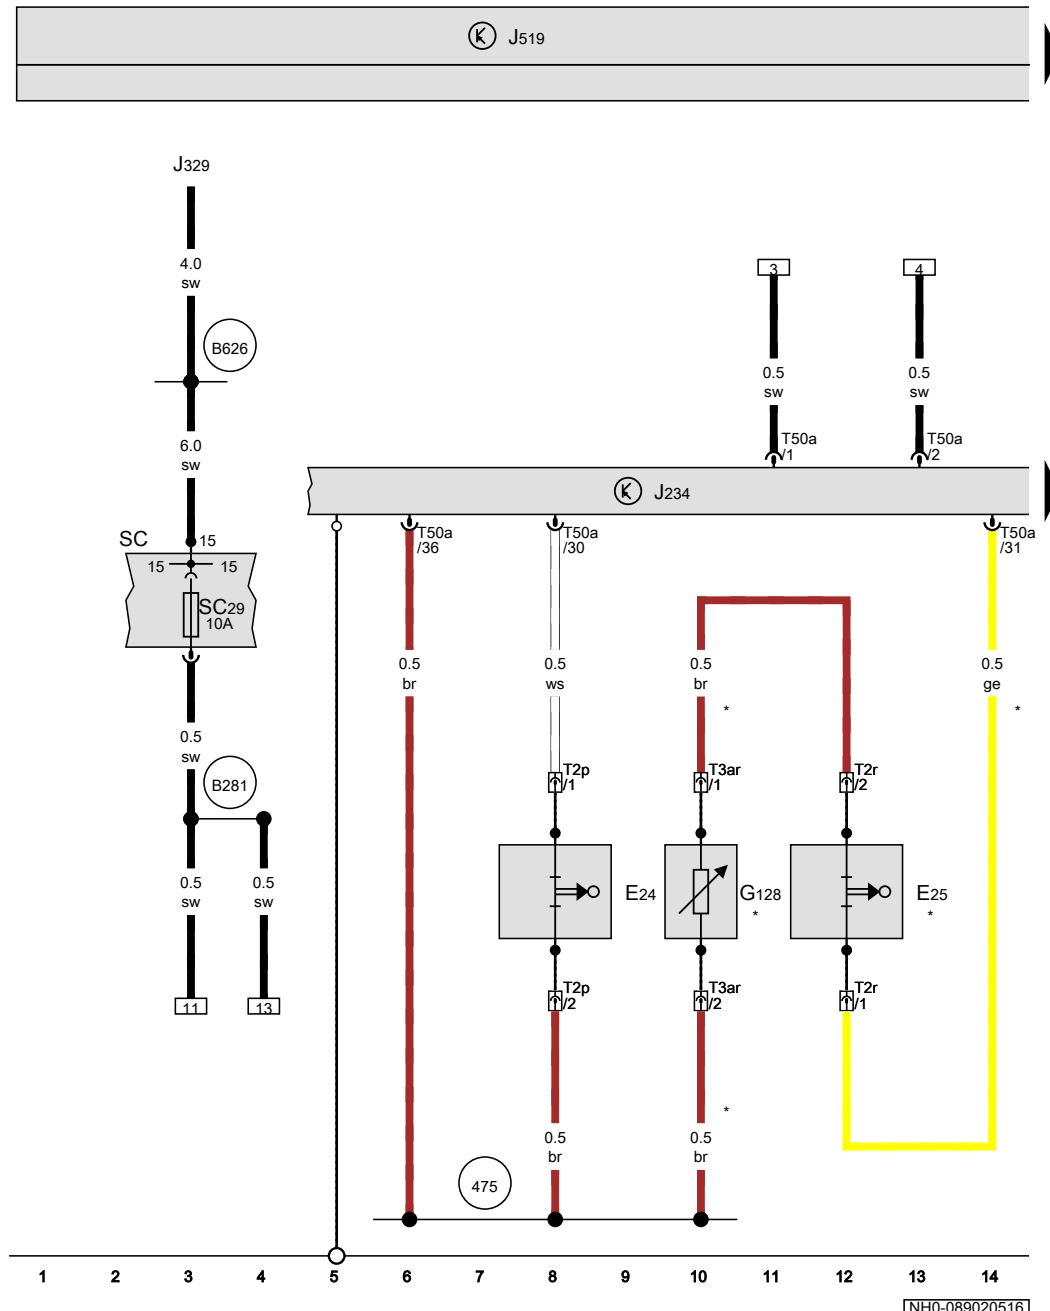 J519
J329
4.0
sw
3
4
B626
0.5
sw
0.5
sw
6.0
sw
T50a
/1
T50a
/2
J234
SC
15
15
15
SC29
10A
T50a
/36
T50a
/30
T50a
/31
0.5
br
0.5
ws
0.5
br
*
0.5
ge
*
0.5
sw
B281
T2p
/1
T3ar
/1
T2r
/2
0.5
sw
0.5
sw
E24
G128
*
E25
*
11
13
T2p
/2
T3ar
/2
T2r
/1
*
0.5
br
0.5
br
475
1 2 3 4 5 6 7 8 9 10 11 12 13 14
NH0-089020516